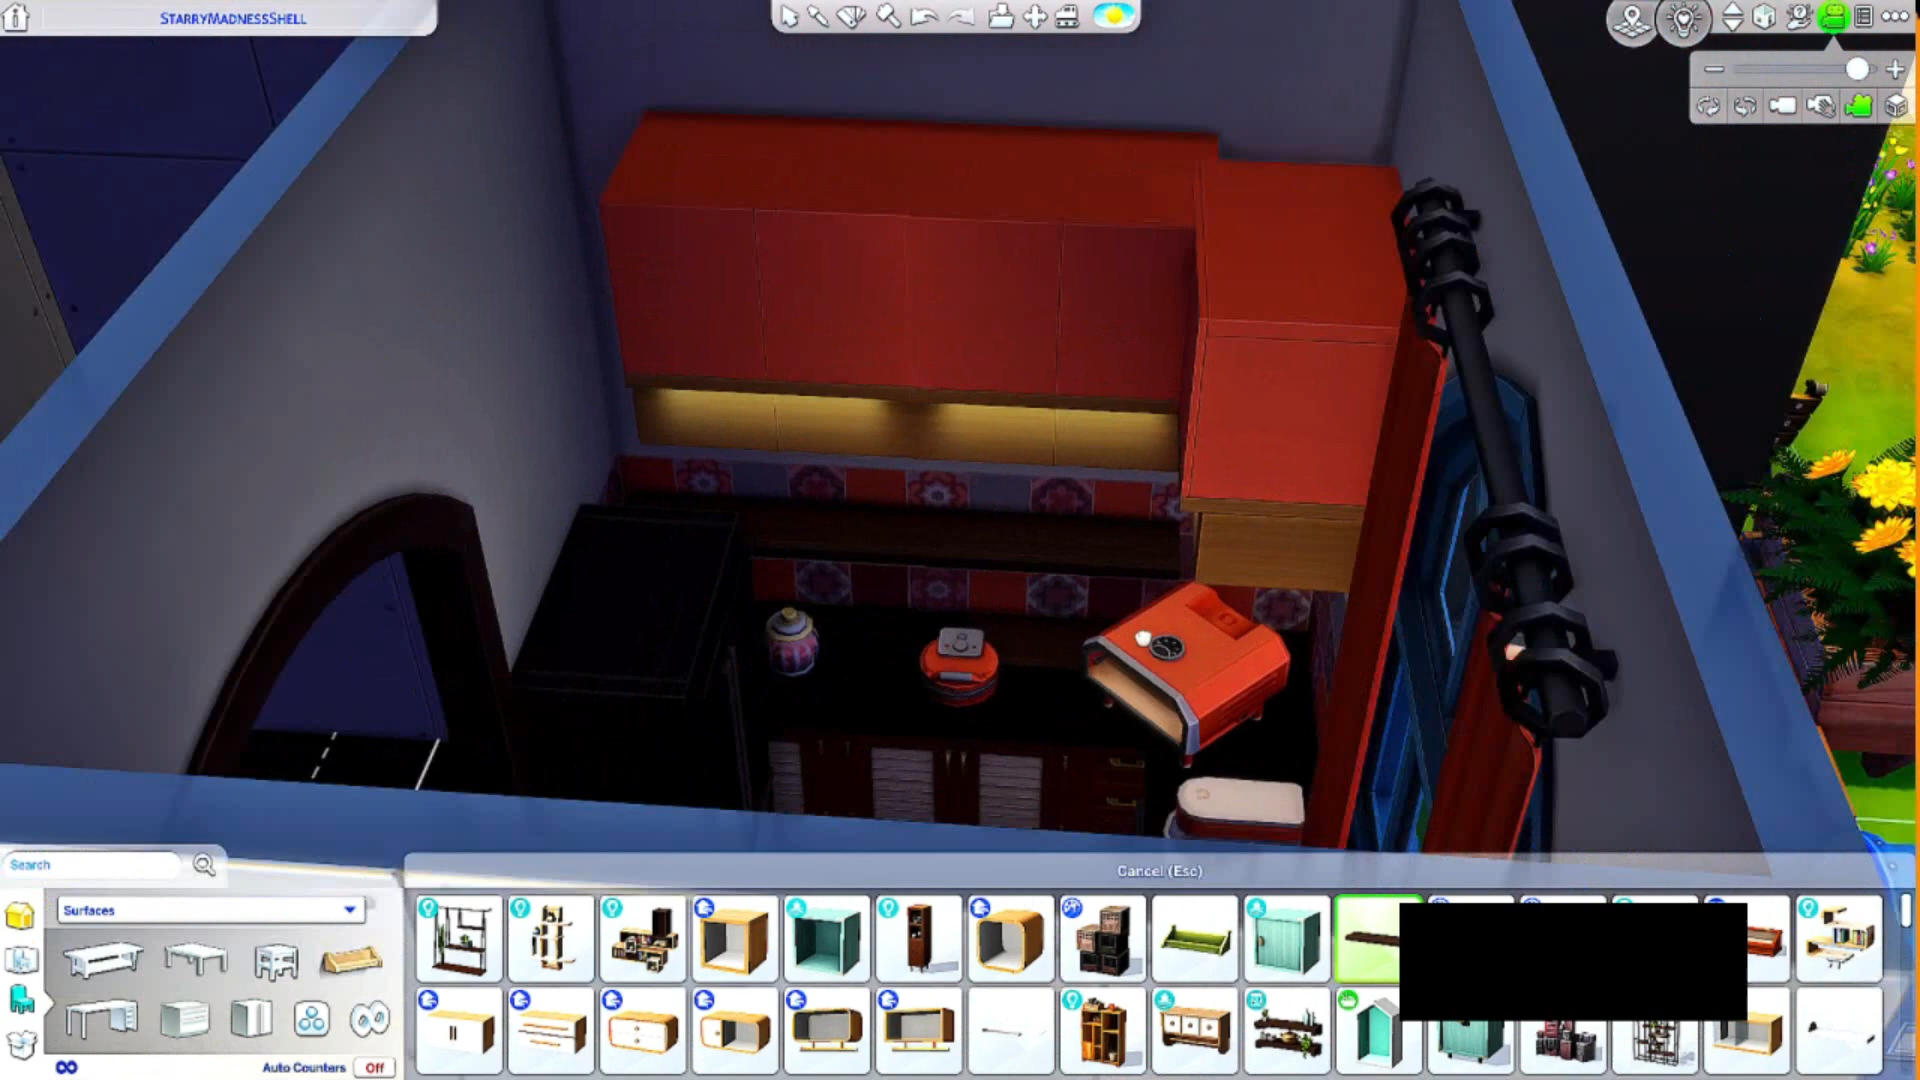 StarryMadnessShell
Search
Cancel (Esc)
Surfaces
Auto Counters
Off